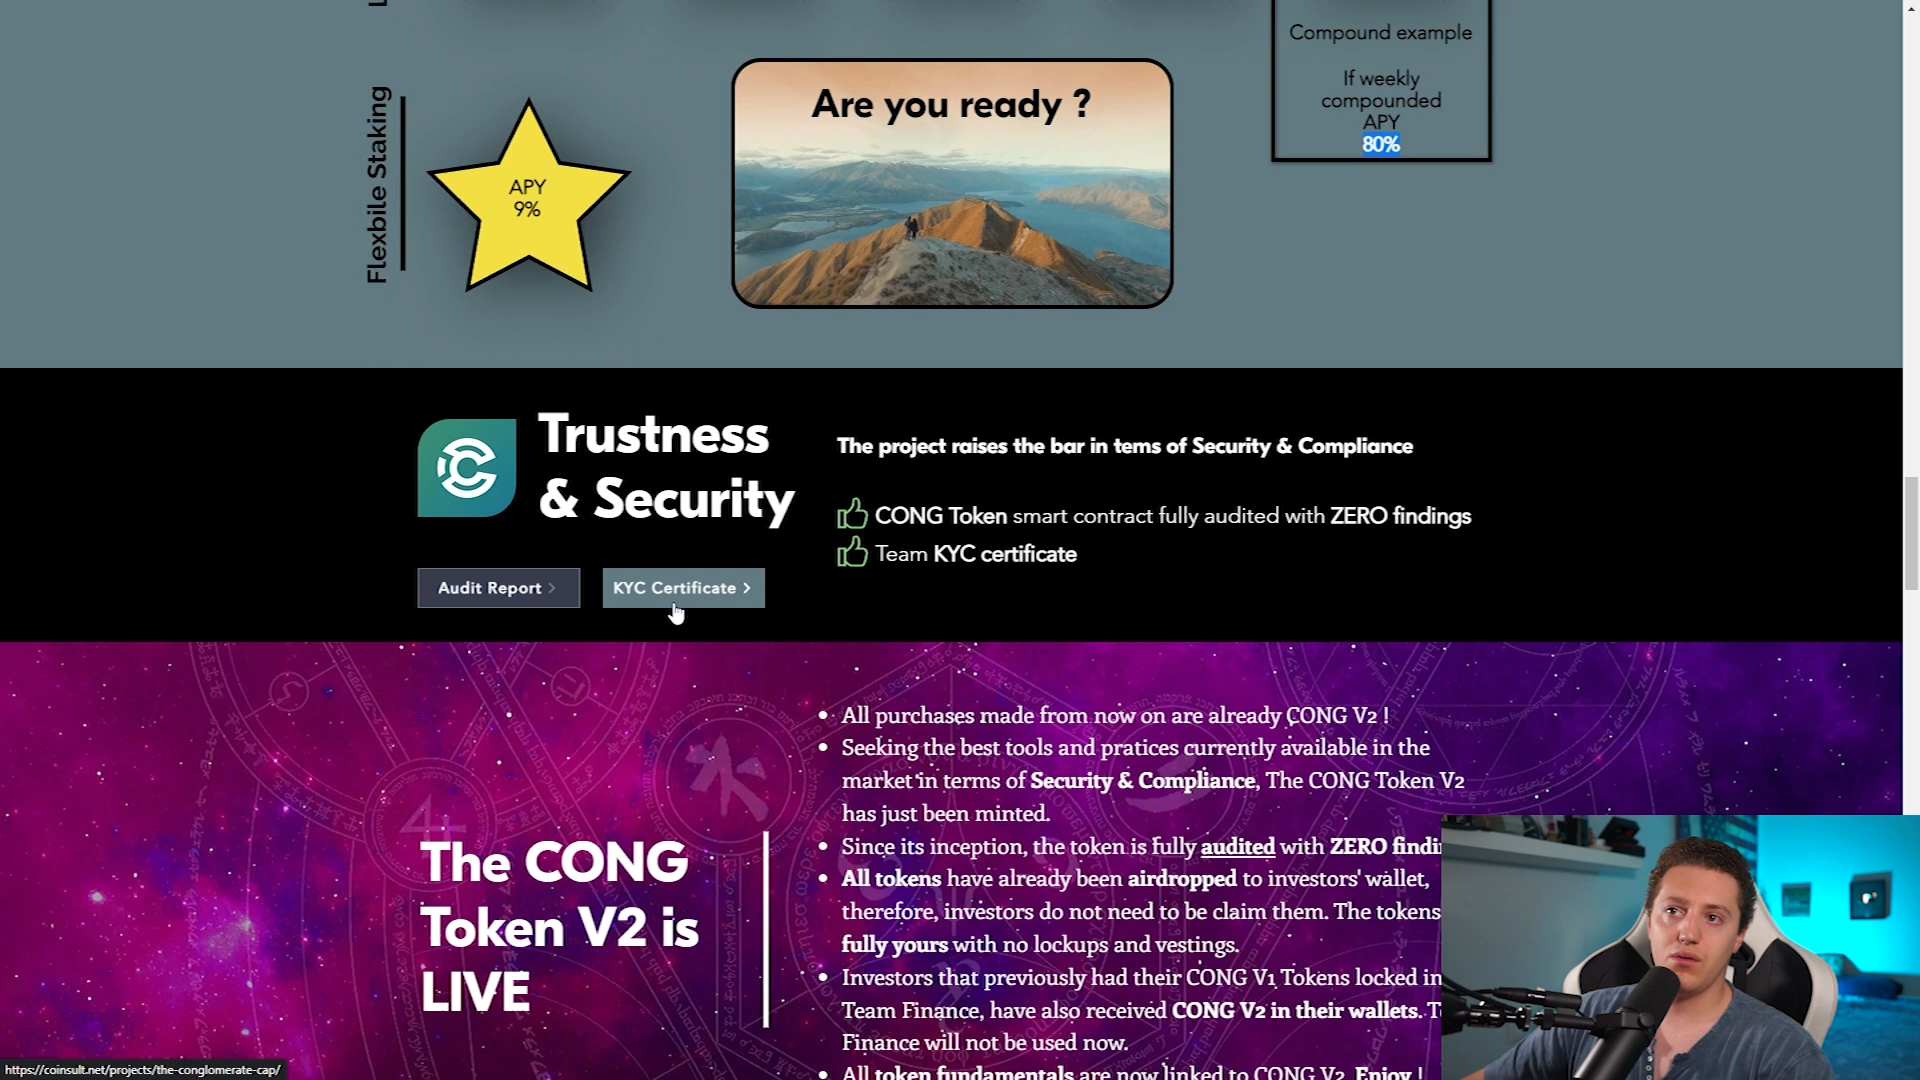 Compound example
If weekly
compounded
APY
80%
Flexbile Staking
APY
9%
Are you ready ?
Trustness
& Security
Audit Report >
KYC Certificate >
The project raises the bar in tems of Security & Compliance
CONG Token smart contract fully audited with ZERO findings
Team KYC certificate
The CONG
Token V2 is
LIVE
• All purchases made from now on are already CONG V2 !
• Seeking the best tools and pratices currently available in the
market in terms of Security & Compliance, The CONG Token V2
has just been minted.
• Since its inception, the token is fully audited with ZERO
• All tokens have already been airdropped to investors' wallet,
therefore, investors do not need to be claim them. The tokens
fully yours with no lockups and vestings.
• Investors that previously had their CONG V1 Tokens locked in
Team Finance, have also received CONG V2 in their wallets.
Finance will not be used now.
• All token fundamentals are now linked to CONG V2. Enjoy !
https://coinsult.net/projects/the-conglomerate-cap/